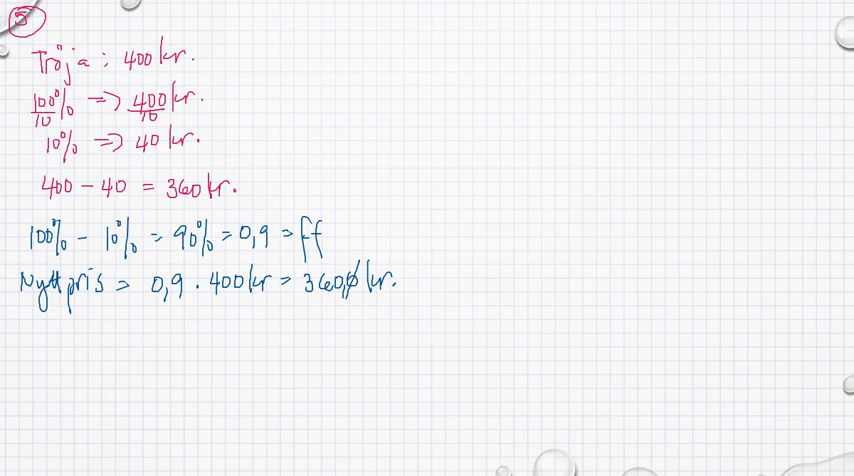 5
Tröja : 400 kr.
100%/10 => 400/10 kr.
10% => 40 kr.
400 - 40 = 360 kr.
100% - 10% = 90% = 0,9 = ff
Nytt pris = 0,9 · 400 kr = 360,0 kr.